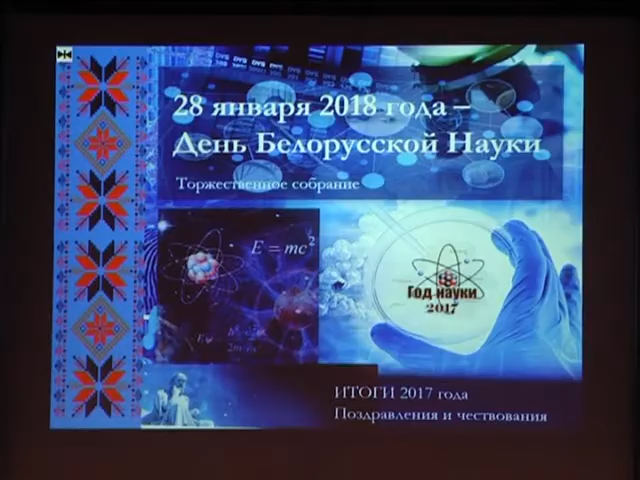 28 января 2018 года –
День Белорусской Науки
Торжественное собрание
E = mc²
Год науки
2017
ИТОГИ 2017 года
Поздравления и чествования